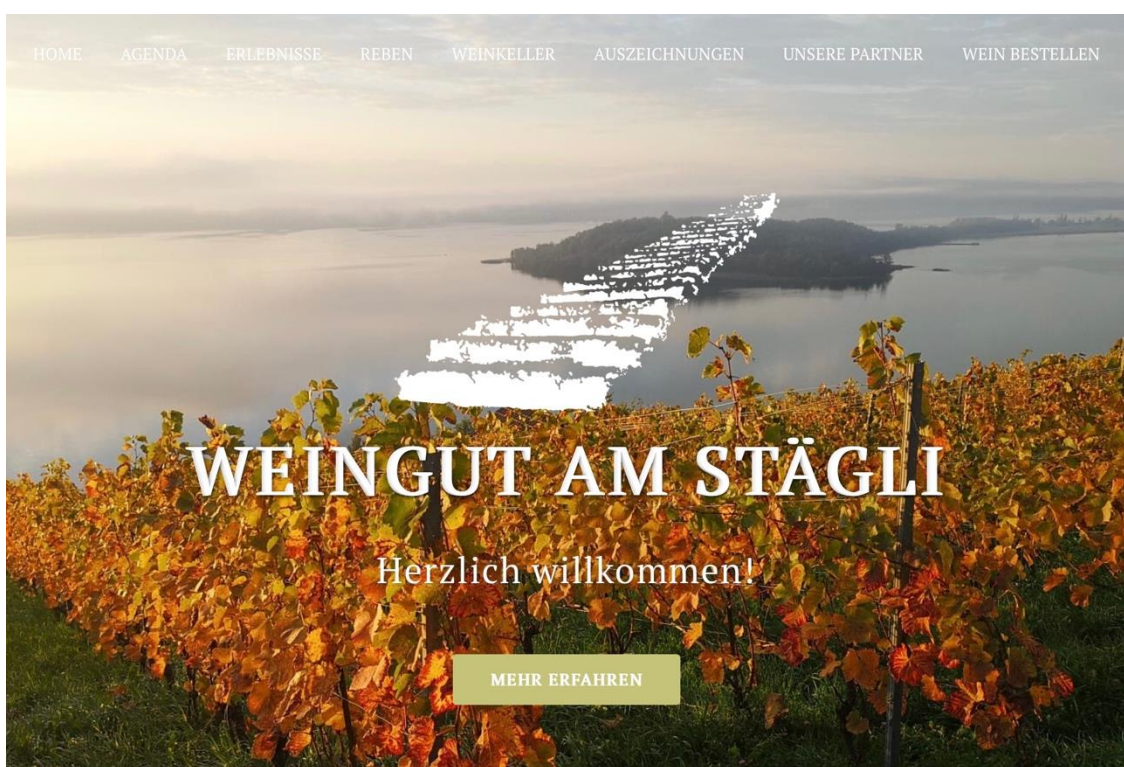 HOME AGENDA ERLEBNISSE REBEN WEINKELLER AUSZEICHNUNGEN UNSERE PARTNER WEIN BESTELLEN
WEINGUT AM STÄGLI
Herzlich willkommen!
MEHR ERFAHREN